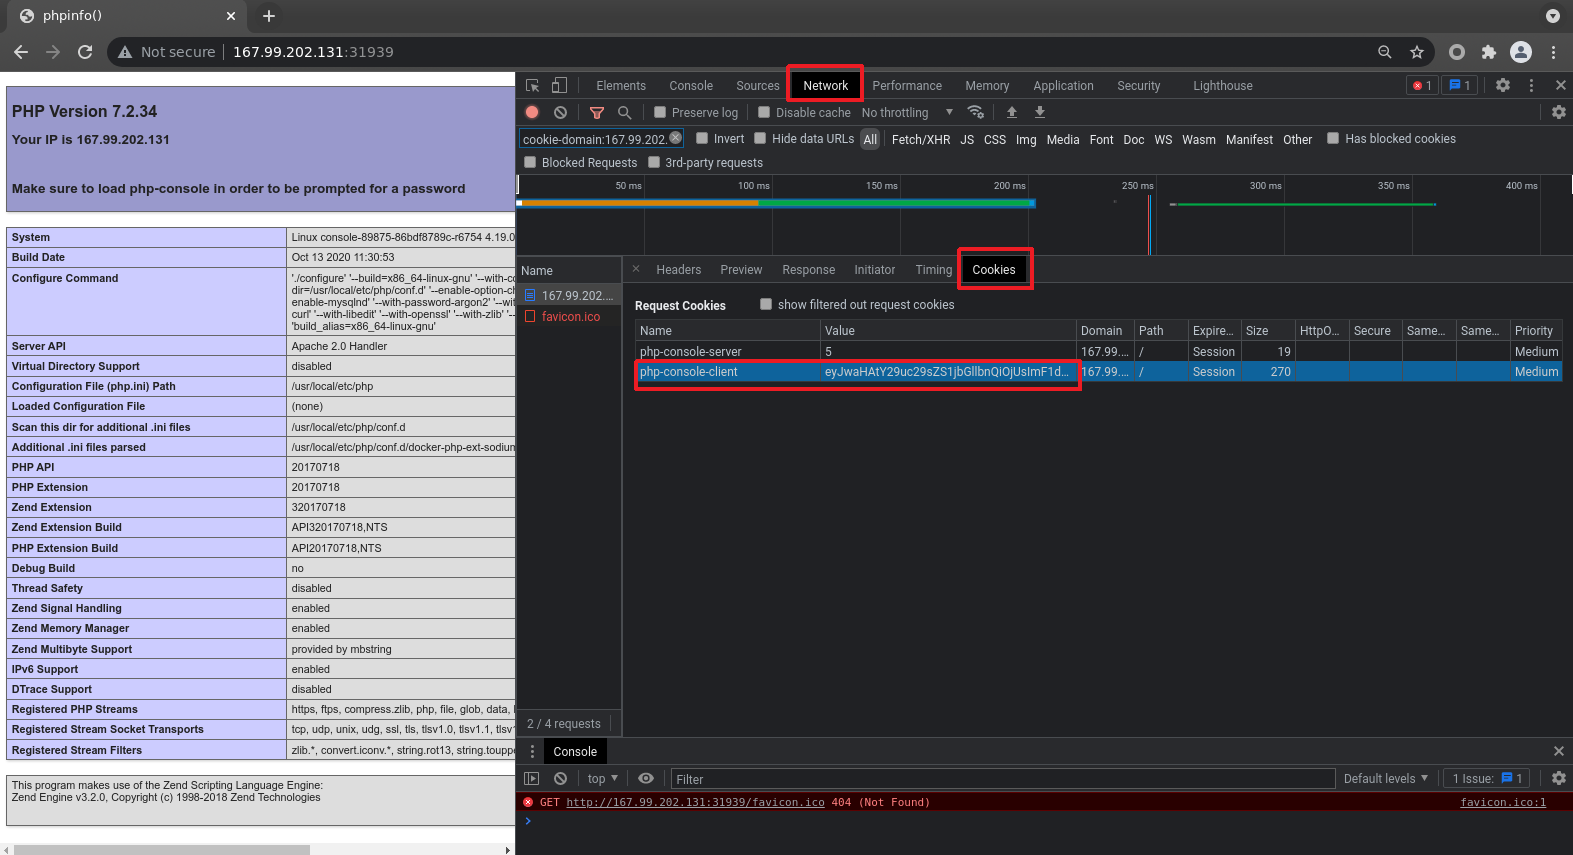 phpinfo()
Not secure
167.99.202.131:31939
PHP Version 7.2.34
Your IP is 167.99.202.131
Make sure to load php-console in order to be prompted for a password
System Linux console-89875-86bdf8789c-r6754 4.19.0
Build Date Oct 13 2020 11:30:53
Configure Command './configure' '--build=x86_64-linux-gnu' '--with-co
dir=/usr/local/etc/php/conf.d' '--enable-option-ch
enable-mysqlnd' '--with-password-argon2' '--wit
curl' '--with-libedit' '--with-openssl' '--with-zlib' '--
'build_alias=x86_64-linux-gnu'
Server API Apache 2.0 Handler
Virtual Directory Support disabled
Configuration File (php.ini) Path /usr/local/etc/php
Loaded Configuration File (none)
Scan this dir for additional .ini files /usr/local/etc/php/conf.d
Additional .ini files parsed /usr/local/etc/php/conf.d/docker-php-ext-sodium
PHP API 20170718
PHP Extension 20170718
Zend Extension 320170718
Zend Extension Build API320170718,NTS
PHP Extension Build API20170718,NTS
Debug Build no
Thread Safety disabled
Zend Signal Handling enabled
Zend Memory Manager enabled
Zend Multibyte Support provided by mbstring
IPv6 Support enabled
DTrace Support disabled
Registered PHP Streams https, ftps, compress.zlib, php, file, glob, data,
Registered Stream Socket Transports tcp, udp, unix, udg, ssl, tls, tlsv1.0, tlsv1.1, tlsv
Registered Stream Filters zlib.*, convert.iconv.*, string.rot13, string.touppe
This program makes use of the Zend Scripting Language Engine:
Zend Engine v3.2.0, Copyright (c) 1998-2018 Zend Technologies
Elements Console Sources Network Performance Memory Application Security Lighthouse 1 1
Preserve log Disable cache No throttling
cookie-domain:167.99.202. Invert Hide data URLs All Fetch/XHR JS CSS Img Media Font Doc WS Wasm Manifest Other Has blocked cookies
Blocked Requests 3rd-party requests
50 ms 100 ms 150 ms 200 ms 250 ms 300 ms 350 ms 400 ms
Name
167.99.202....
favicon.ico
2 / 4 requests
Headers Preview Response Initiator Timing Cookies
Request Cookies show filtered out request cookies
Name Value Domain Path Expire... Size HttpO... Secure Same... Same... Priority
php-console-server 5 167.99.... / Session 19 Medium
php-console-client eyJwaHAtY29uc29sZS1jbGllbnQiOjUsImF1d... 167.99.... / Session 270 Medium
Console
top Filter Default levels 1 Issue: 1
GET http://167.99.202.131:31939/favicon.ico 404 (Not Found) favicon.ico:1